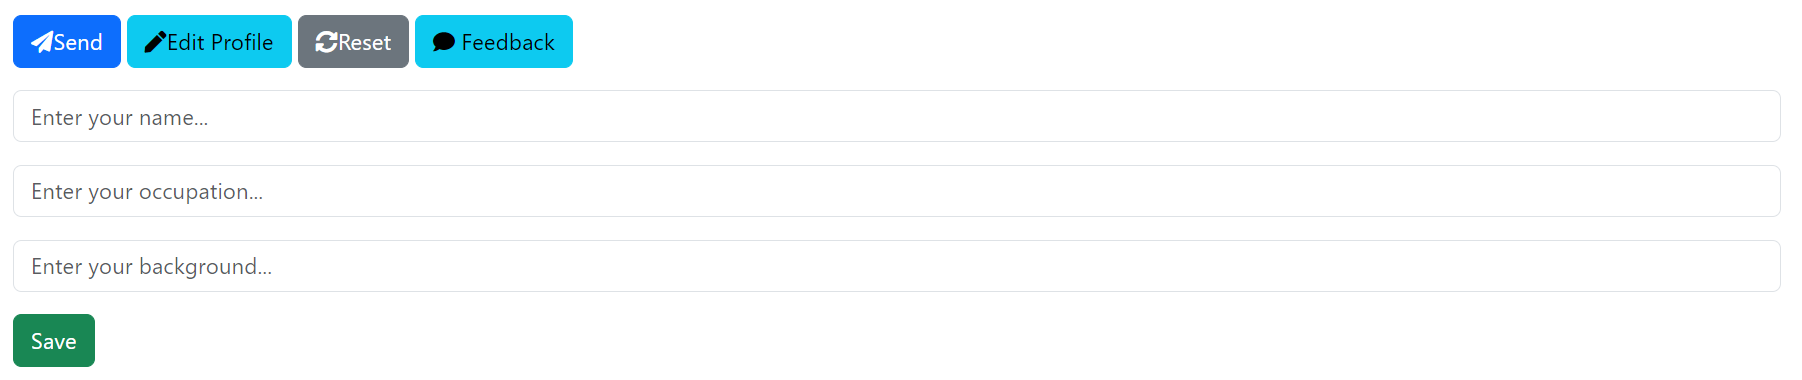 Send Edit Profile Reset Feedback
Enter your name...
Enter your occupation...
Enter your background...
Save